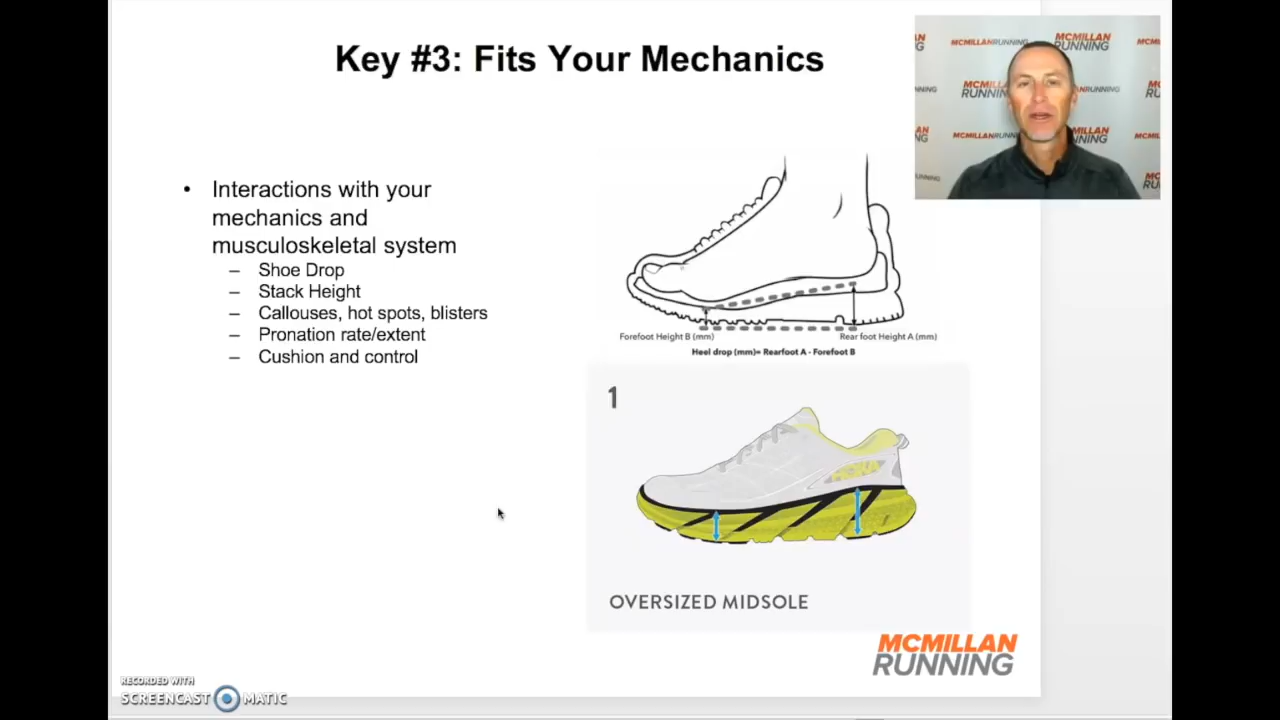 Key #3: Fits Your Mechanics
MCMILLANRUNNING
MCMILLAN
RUNNING
MCMILLAN
RUNNING
MCMILLANRUNNING
MCMILLAN
RUNNING
• Interactions with your
mechanics and
musculoskeletal system
– Shoe Drop
– Stack Height
– Callouses, hot spots, blisters
– Pronation rate/extent
– Cushion and control
Forefoot Height B (mm)
Rear foot Height A (mm)
Heel drop (mm)= Rearfoot A - Forefoot B
1
HOKA
OVERSIZED MIDSOLE
MCMILLAN
RUNNING
RECORDED WITH
SCREENCAST MATIC